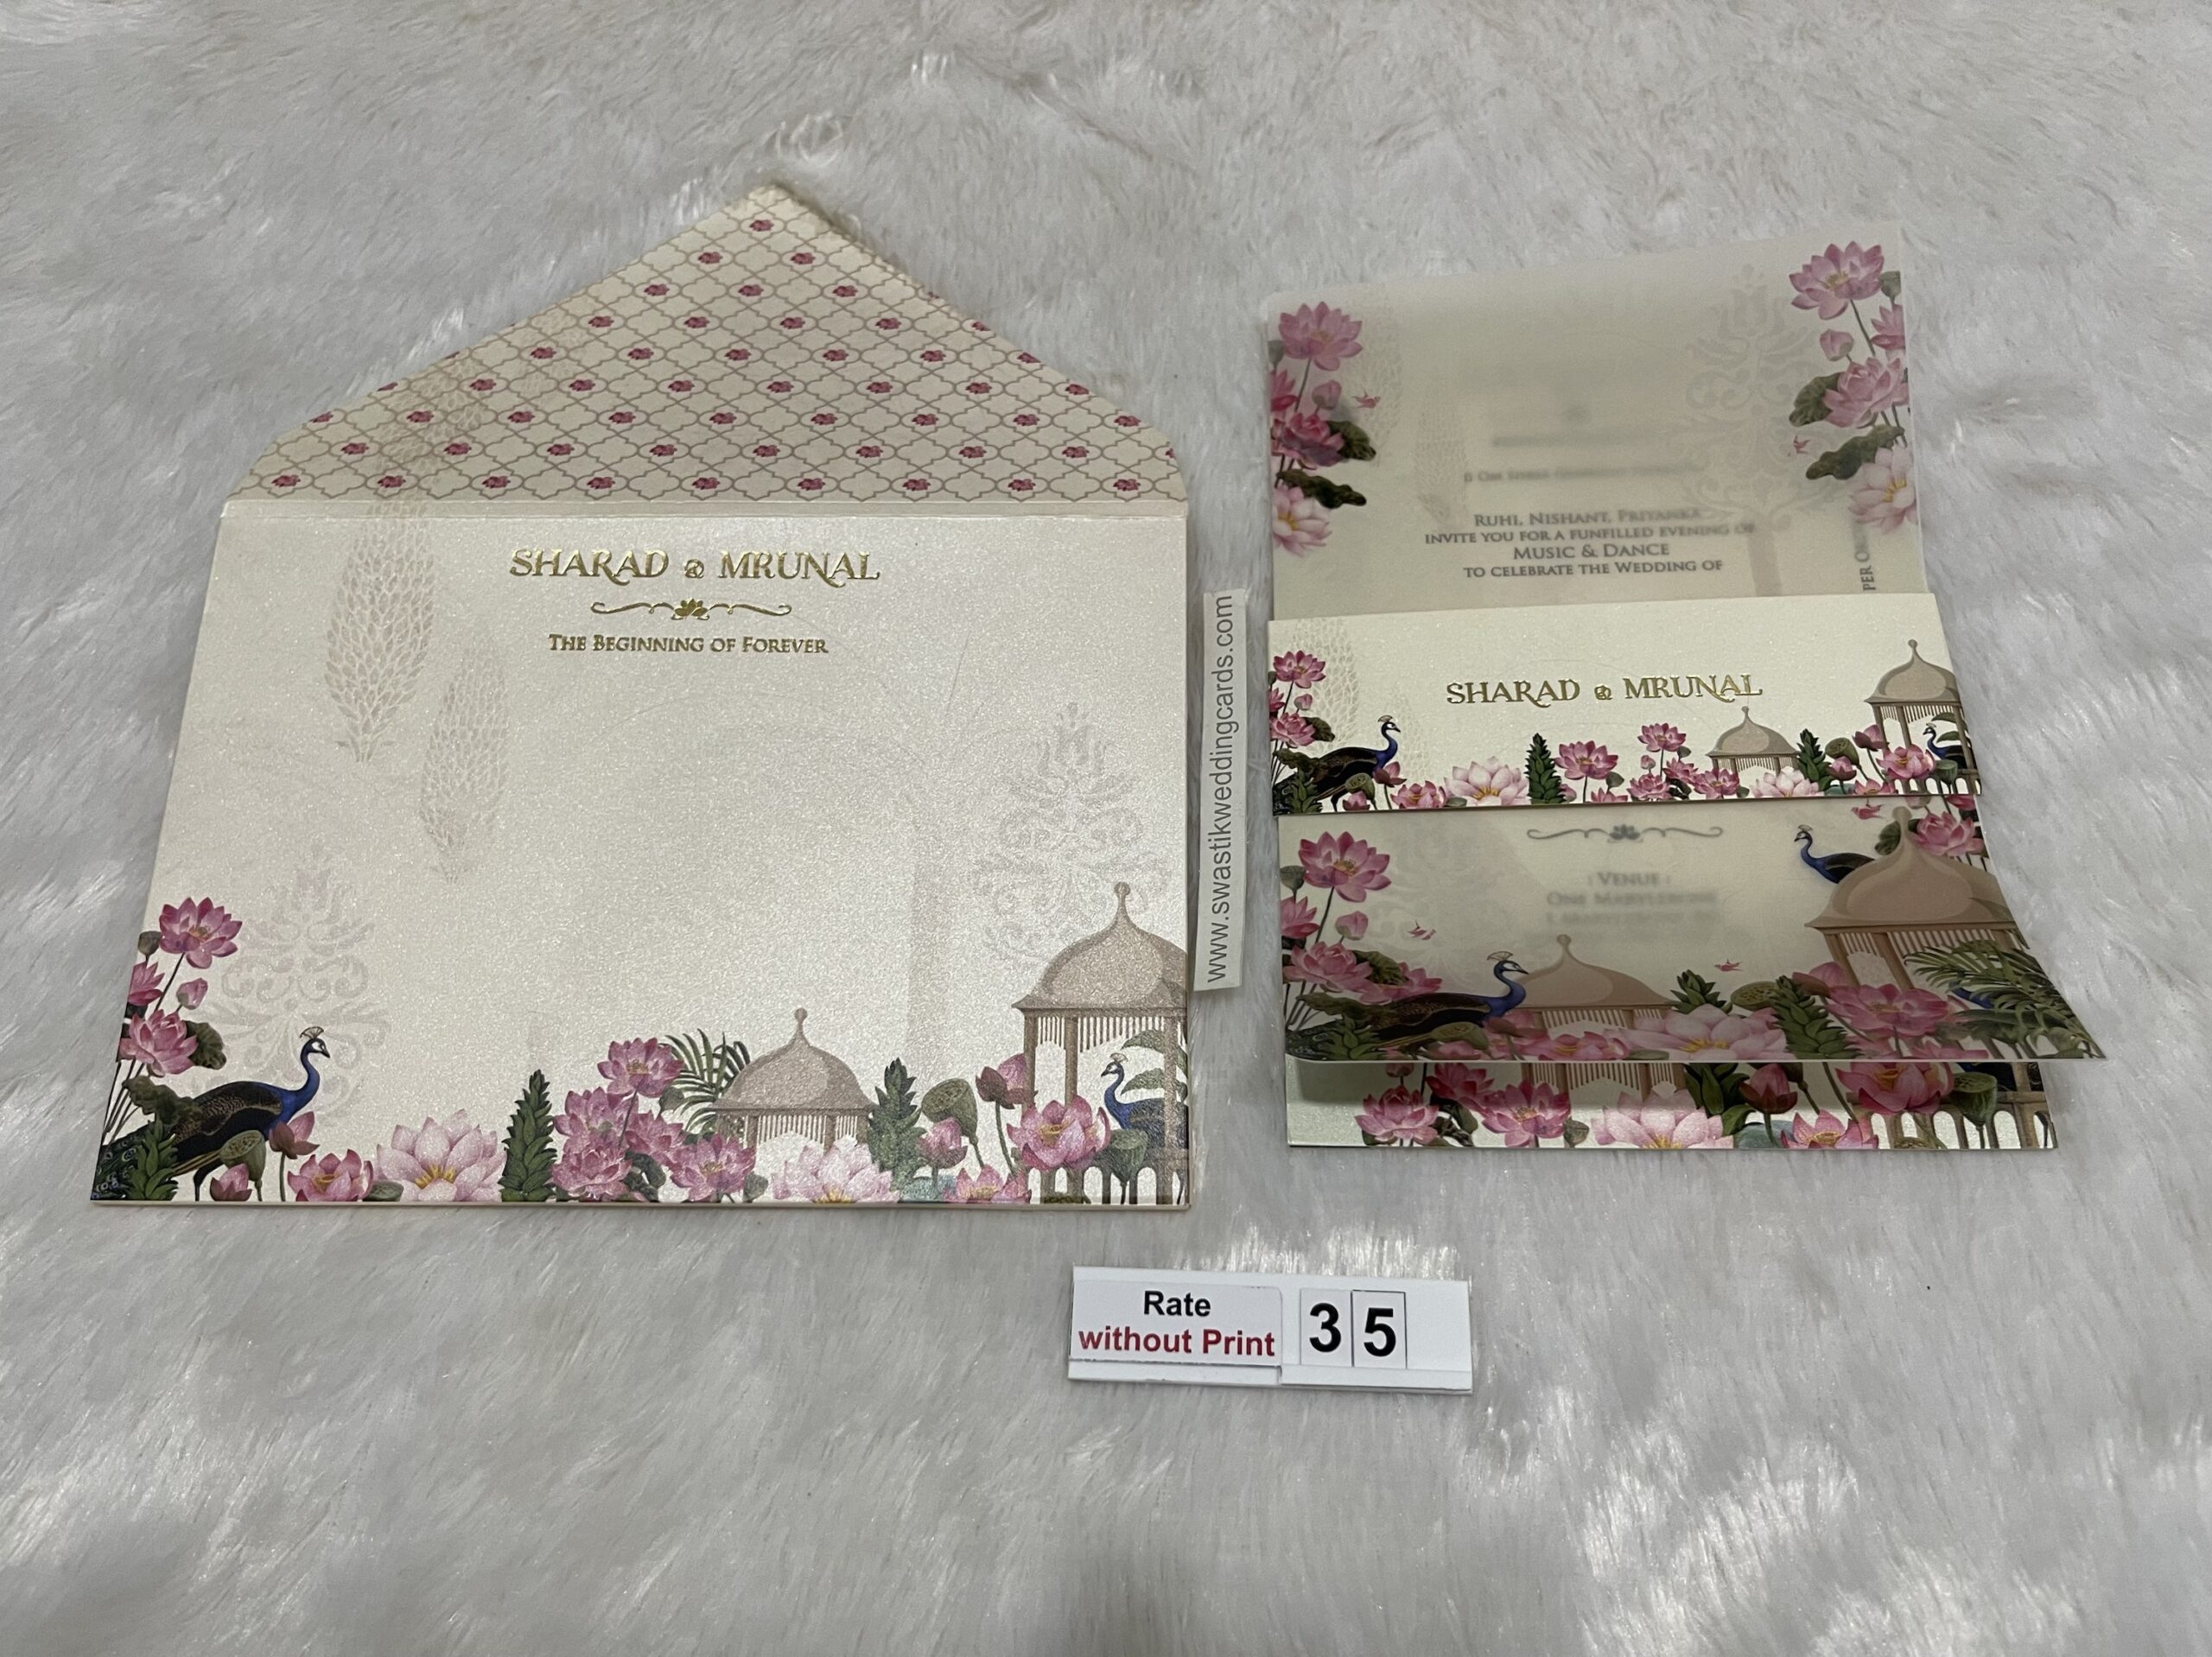 SHARAD & MRUNAL
THE BEGINNING OF FOREVER
www.swastikweddingcards.com
RUHI, NISHANT, PRIYANKA
INVITE YOU FOR A FUNFILLED EVENING OF
MUSIC & DANCE
TO CELEBRATE THE WEDDING OF
SHARAD & MRUNAL
: VENUE :
Rate
without Print
35